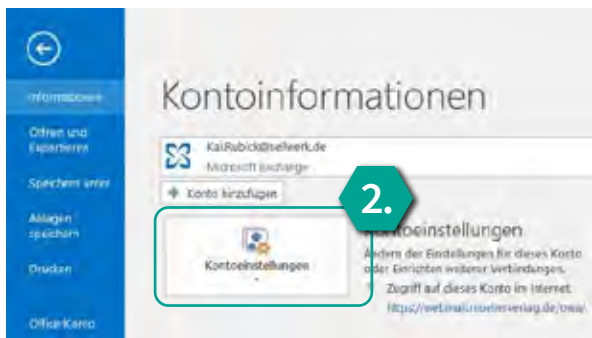 Informationen
Öffnen und
Exportieren
Speichern unter
Anlagen
speichern
Drucken
Office-Konto
Kontoinformationen
Microsoft Exchange
Konto hinzufügen
2.
Kontoeinstellungen
Kontoeinstellungen
Ändern der Einstellungen für dieses Konto
oder Einrichten weiterer Verbindungen.
Zugriff auf dieses Konto im Internet.